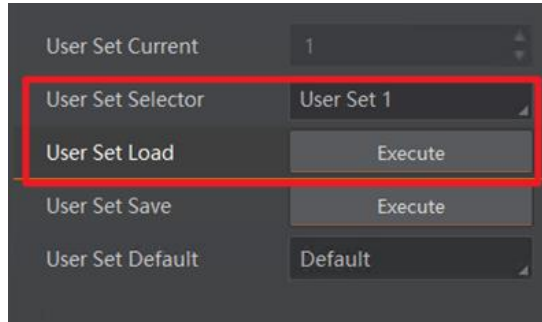 User Set Current 1
User Set Selector User Set 1
User Set Load Execute
User Set Save Execute
User Set Default Default